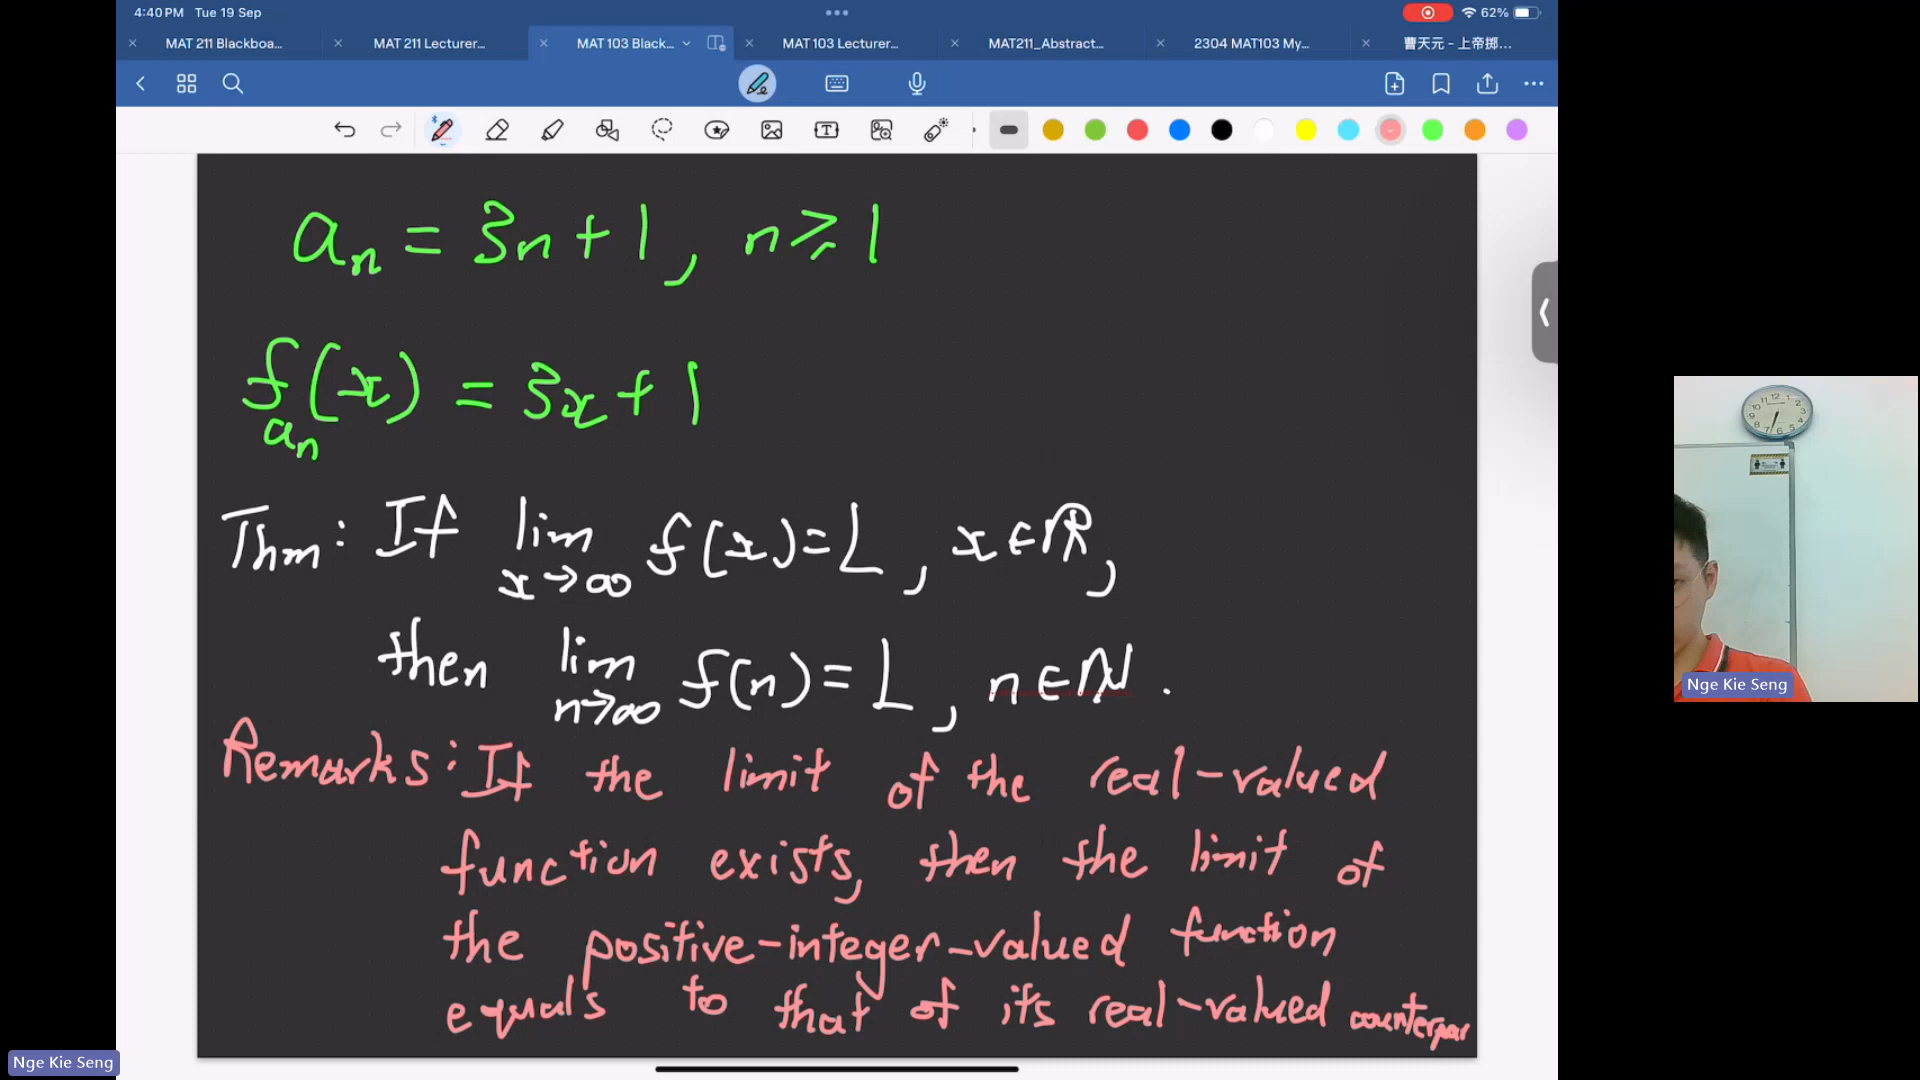 4:40 PM Tue 19 Sep
62%
MAT 211 Blackboa...
MAT 211 Lecturer...
MAT 103 Black...
MAT 103 Lecturer...
MAT211_Abstract...
2304 MAT103 My...
曹天元 - 上帝掷...
aₙ = 3n + 1, n ⩾ 1
f(x) = 3x + 1
aₙ
Thm: If lim f(x) = L, x ∈ ℝ,
x→∞
then lim f(n) = L, n ∈ ℕ.
n→∞
Remarks: If the limit of the real-valued
function exists, then the limit of
the positive-integer-valued function
equals to that of its real-valued counterpar
Nge Kie Seng
Nge Kie Seng